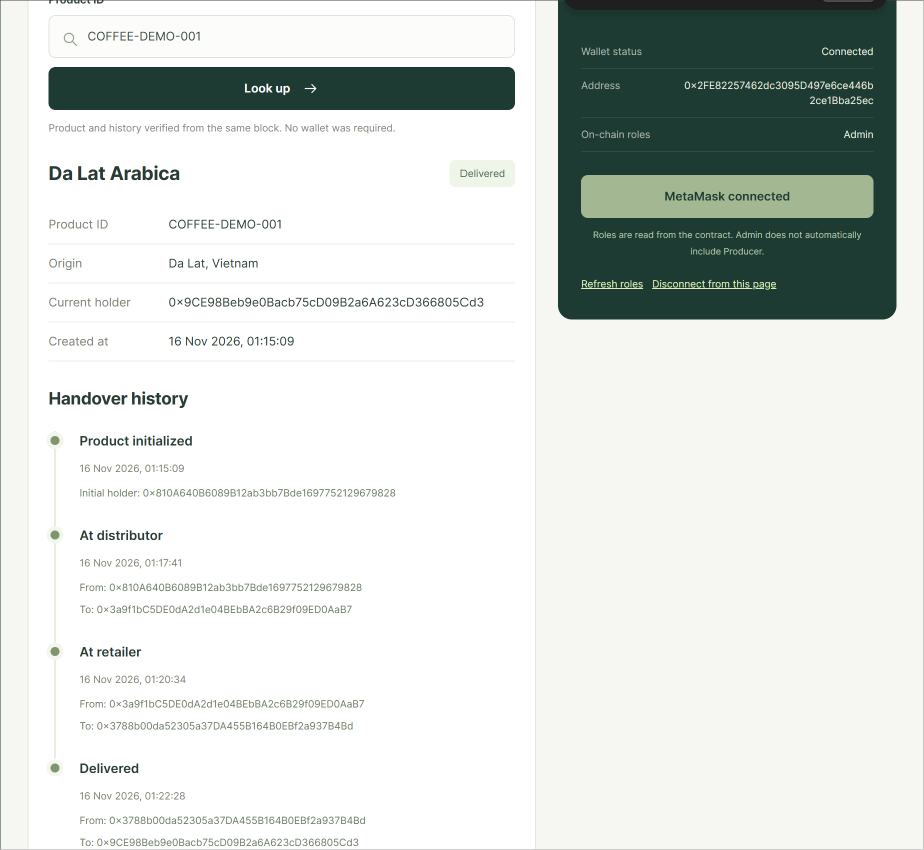 Product ID
COFFEE-DEMO-001
Look up →
Product and history verified from the same block. No wallet was required.
Da Lat Arabica
Delivered
Product ID
COFFEE-DEMO-001
Origin
Da Lat, Vietnam
Current holder
0×9CE98Beb9e0Bacb75cD09B2a6A623cD366805Cd3
Created at
16 Nov 2026, 01:15:09
Handover history
Product initialized
16 Nov 2026, 01:15:09
Initial holder: 0×810A640B6089B12ab3bb7Bde1697752129679828
At distributor
16 Nov 2026, 01:17:41
From: 0×810A640B6089B12ab3bb7Bde1697752129679828
To: 0×3a9f1bC5DE0dA2d1e04BEbBA2c6B29f09ED0AaB7
At retailer
16 Nov 2026, 01:20:34
From: 0×3a9f1bC5DE0dA2d1e04BEbBA2c6B29f09ED0AaB7
To: 0×3788b00da52305a37DA455B164B0EBf2a937B4Bd
Delivered
16 Nov 2026, 01:22:28
From: 0×3788b00da52305a37DA455B164B0EBf2a937B4Bd
To: 0×9CE98Beb9e0Bacb75cD09B2a6A623cD366805Cd3
Wallet status
Connected
Address
0×2FE82257462dc3095D497e6ce446b
2ce1Bba25ec
On-chain roles
Admin
MetaMask connected
Roles are read from the contract. Admin does not automatically
include Producer.
Refresh roles
Disconnect from this page